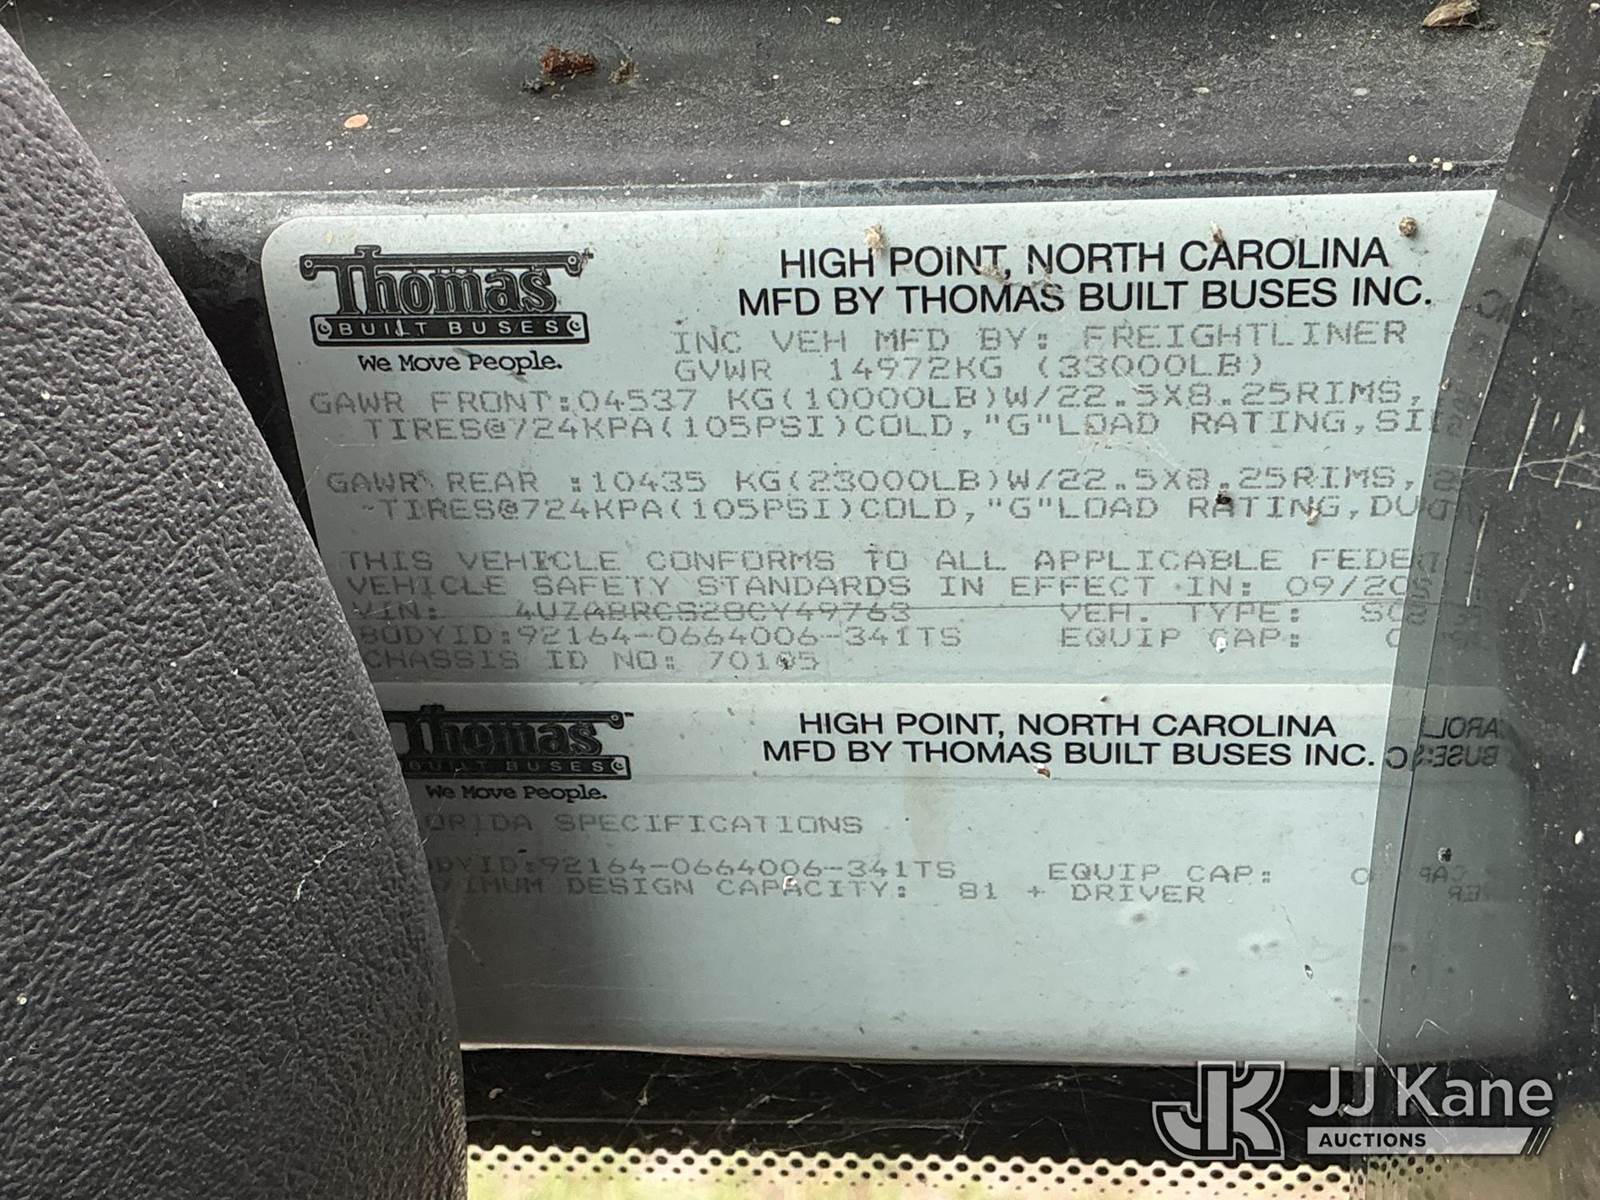 Thomas
BUILT BUSES
We Move People.
HIGH POINT, NORTH CAROLINA
MFD BY THOMAS BUILT BUSES INC.
INC VEH MFD BY: FREIGHTLINER
GVWR 14972KG (33000LB)
GAWR FRONT:04537 KG(10000LB)W/22.5X8.25RIMS,
TIRES@724KPA(105PSI)COLD,"G"LOAD RATING,
GAWR REAR :10435 KG(23000LB)W/22.5X8.25RIMS,
TIRES@724KPA(105PSI)COLD,"G"LOAD RATING,
THIS VEHICLE CONFORMS TO ALL APPLICABLE
VEHICLE SAFETY STANDARDS IN EFFECT IN:
VIN: 4UZABRCS28CY49763 VEH. TYPE:
BODYID:92164-0664006-341TS EQUIP CAP:
CHASSIS ID NO:
Thomas
BUILT BUSES
We Move People.
HIGH POINT, NORTH CAROLINA
MFD BY THOMAS BUILT BUSES INC.
SPECIFICATIONS
:92164-0664006-341TS EQUIP CAP: 0
DESIGN CAPACITY: 81 + DRIVER
JK JJ Kane
AUCTIONS